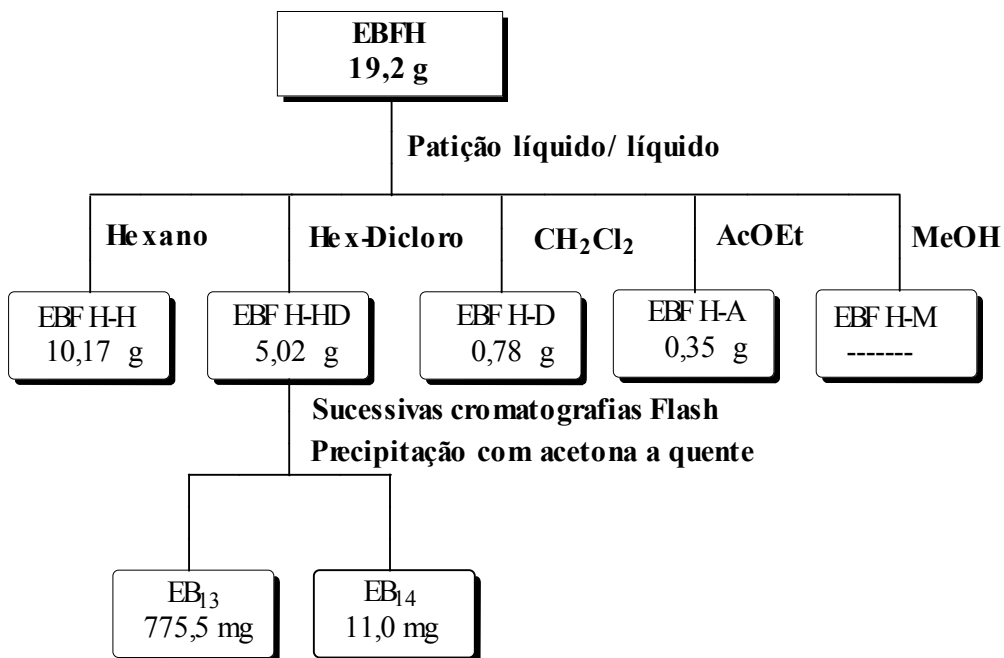 EBFH
19,2 g
Patição líquido/ líquido
Hexano
Hex-Dicloro
CH₂Cl₂
AcOEt
MeOH
EBF H-H
10,17 g
EBF H-HD
5,02 g
EBF H-D
0,78 g
EBF H-A
0,35 g
EBF H-M
-------
Sucessivas cromatografias Flash
Precipitação com acetona a quente
EB₁₃
775,5 mg
EB₁₄
11,0 mg